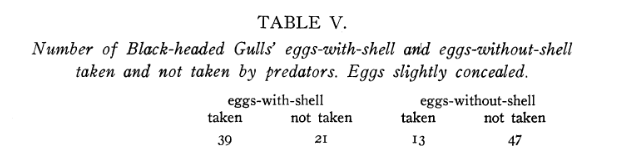 TABLE V.
Number of Black-headed Gulls' eggs-with-shell and eggs-without-shell
taken and not taken by predators. Eggs slightly concealed.
eggs-with-shell eggs-without-shell
taken not taken taken not taken
39 21 13 47